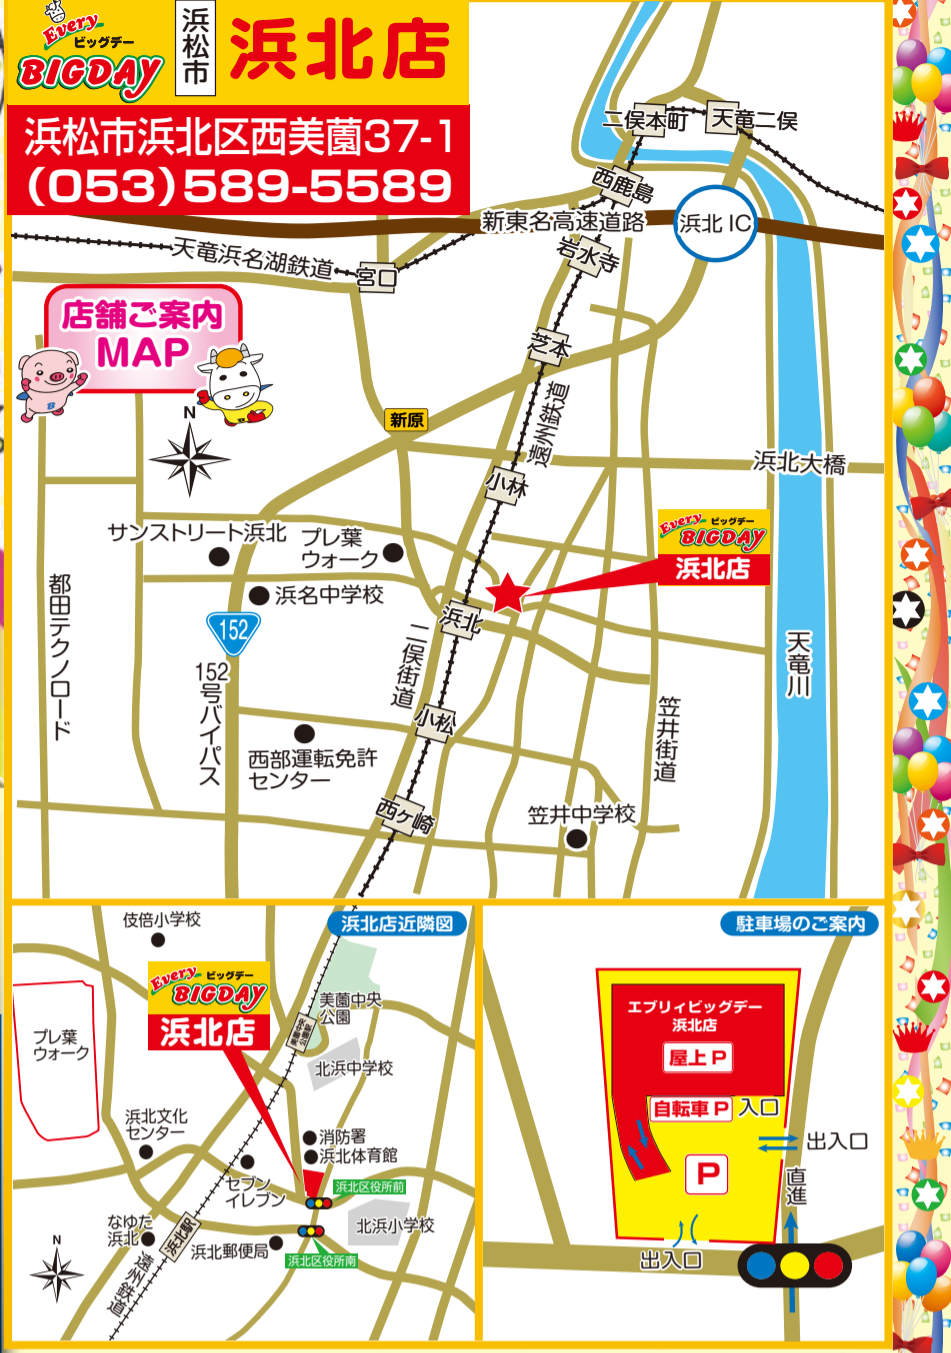 Every
ビッグデー
BIGDAY
浜松市
浜北店
浜松市浜北区西美薗37-1
(053)589-5589
二俣本町
天竜二俣
西鹿島
新東名高速道路
浜北IC
天竜浜名湖鉄道
宮口
岩水寺
店舗ご案内
MAP
B
B
芝本
N
新原
遠州鉄道
浜北大橋
小林
サンストリート浜北
プレ葉
ウォーク
Every
ビッグデー
BIGDAY
浜北店
浜名中学校
都田テクノロード
152
浜北
二俣街道
天竜川
152号バイパス
小松
笠井街道
西部運転免許
センター
西ヶ崎
笠井中学校
浜北店近隣図
伎倍小学校
Every
ビッグデー
BIGDAY
浜北店
美薗中央
公園
美薗中央公園駅
プレ葉
ウォーク
北浜中学校
浜北文化
センター
消防署
浜北体育館
セブン
イレブン
浜北区役所前
なゆた
浜北
浜北駅
北浜小学校
浜北郵便局
浜北区役所南
N
遠州鉄道
駐車場のご案内
エブリィビッグデー
浜北店
屋上P
自転車P
入口
出入口
P
直進
出入口